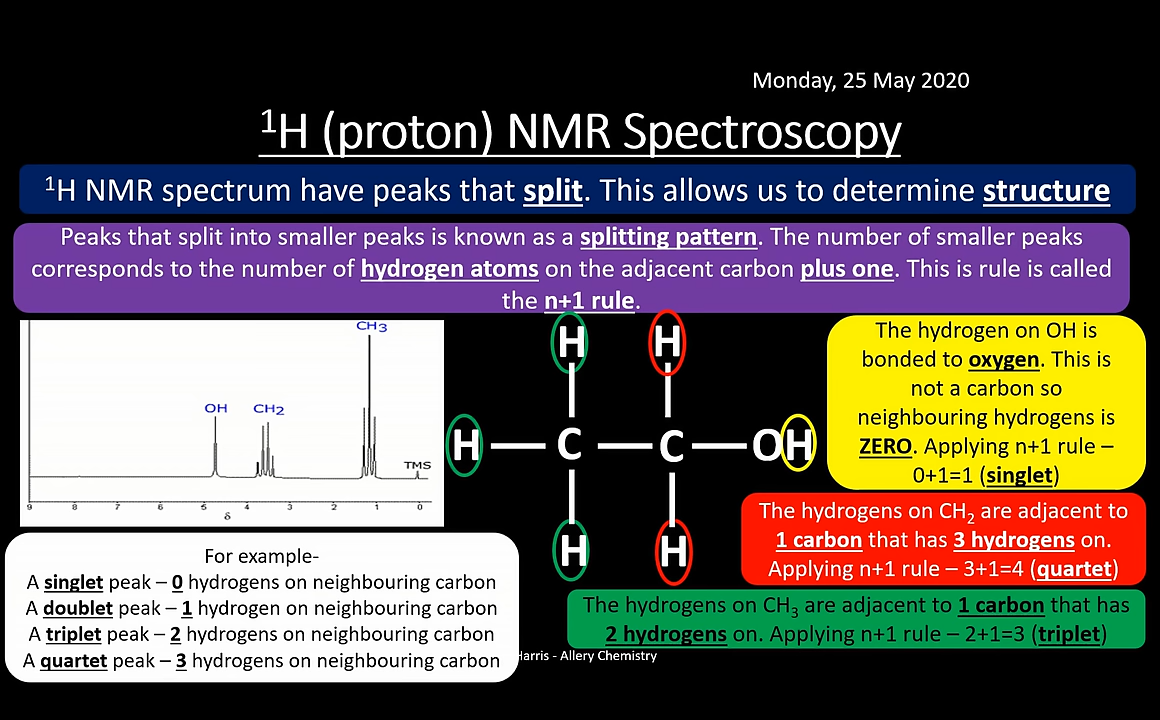 Monday, 25 May 2020
¹H (proton) NMR Spectroscopy
¹H NMR spectrum have peaks that split. This allows us to determine structure
Peaks that split into smaller peaks is known as a splitting pattern. The number of smaller peaks
corresponds to the number of hydrogen atoms on the adjacent carbon plus one. This is rule is called
the n+1 rule.
CH₃
OH CH₂
TMS
9 8 7 6 5 4 3 2 1 0
δ
H H
H C C OH
H H
The hydrogen on OH is
bonded to oxygen. This is
not a carbon so
neighbouring hydrogens is
ZERO. Applying n+1 rule –
0+1=1 (singlet)
The hydrogens on CH₂ are adjacent to
1 carbon that has 3 hydrogens on.
Applying n+1 rule – 3+1=4 (quartet)
The hydrogens on CH₃ are adjacent to 1 carbon that has
2 hydrogens on. Applying n+1 rule – 2+1=3 (triplet)
For example-
A singlet peak – 0 hydrogens on neighbouring carbon
A doublet peak – 1 hydrogen on neighbouring carbon
A triplet peak – 2 hydrogens on neighbouring carbon
A quartet peak – 3 hydrogens on neighbouring carbon
Harris - Allery Chemistry